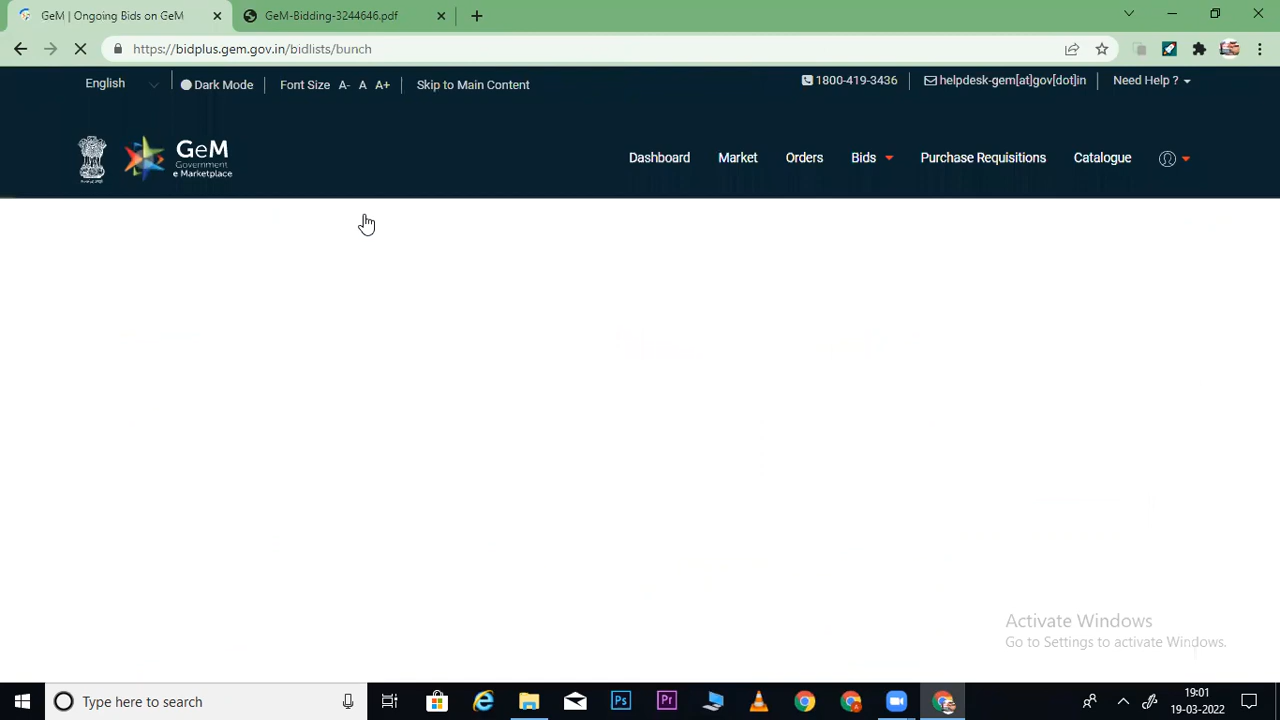 GeM | Ongoing Bids on GeM
GeM-Bidding-3244646.pdf
https://bidplus.gem.gov.in/bidlists/bunch
English
Dark Mode
Font Size A- A A+
Skip to Main Content
1800-419-3436
helpdesk-gem[at]gov[dot]in
Need Help ?
GeM
Government
e Marketplace
Dashboard
Market
Orders
Bids
Purchase Requisitions
Catalogue
Activate Windows
Go to Settings to activate Windows.
Type here to search
Ps
Pr
19:01
19-03-2022